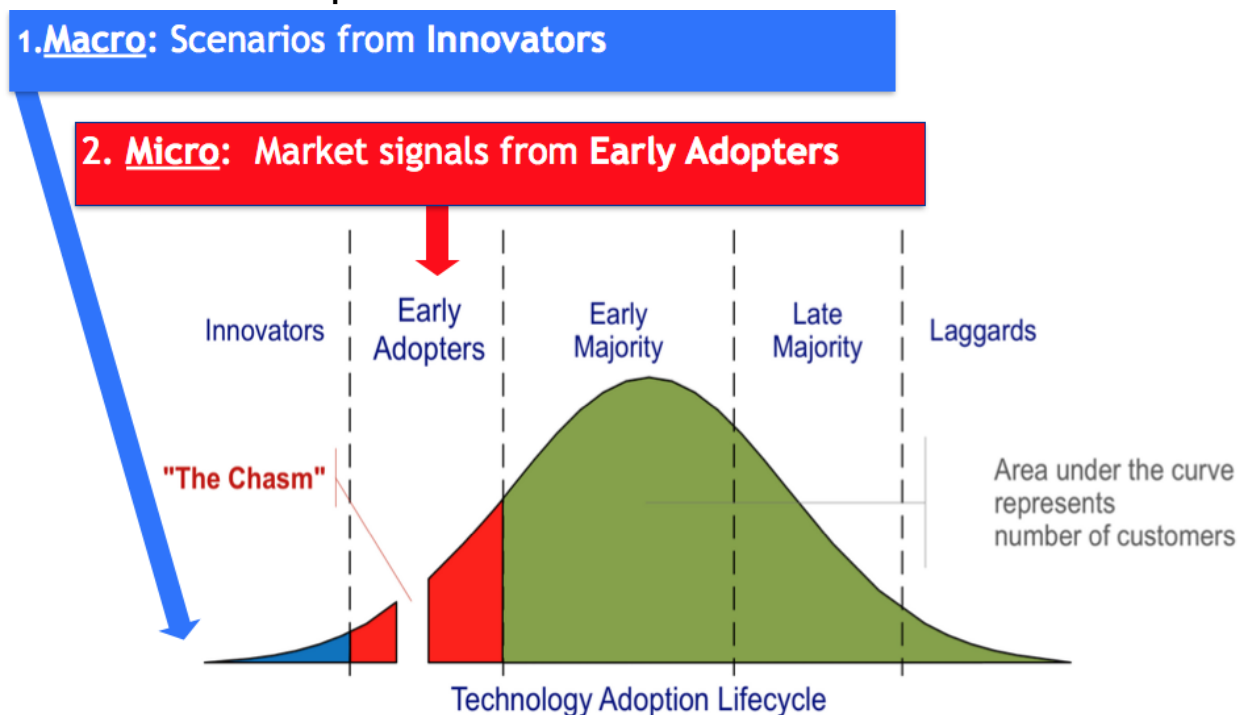 1.Macro: Scenarios from Innovators
2. Micro: Market signals from Early Adopters
Innovators
Early
Adopters
Early
Majority
Late
Majority
Laggards
"The Chasm"
Area under the curve
represents
number of customers
Technology Adoption Lifecycle